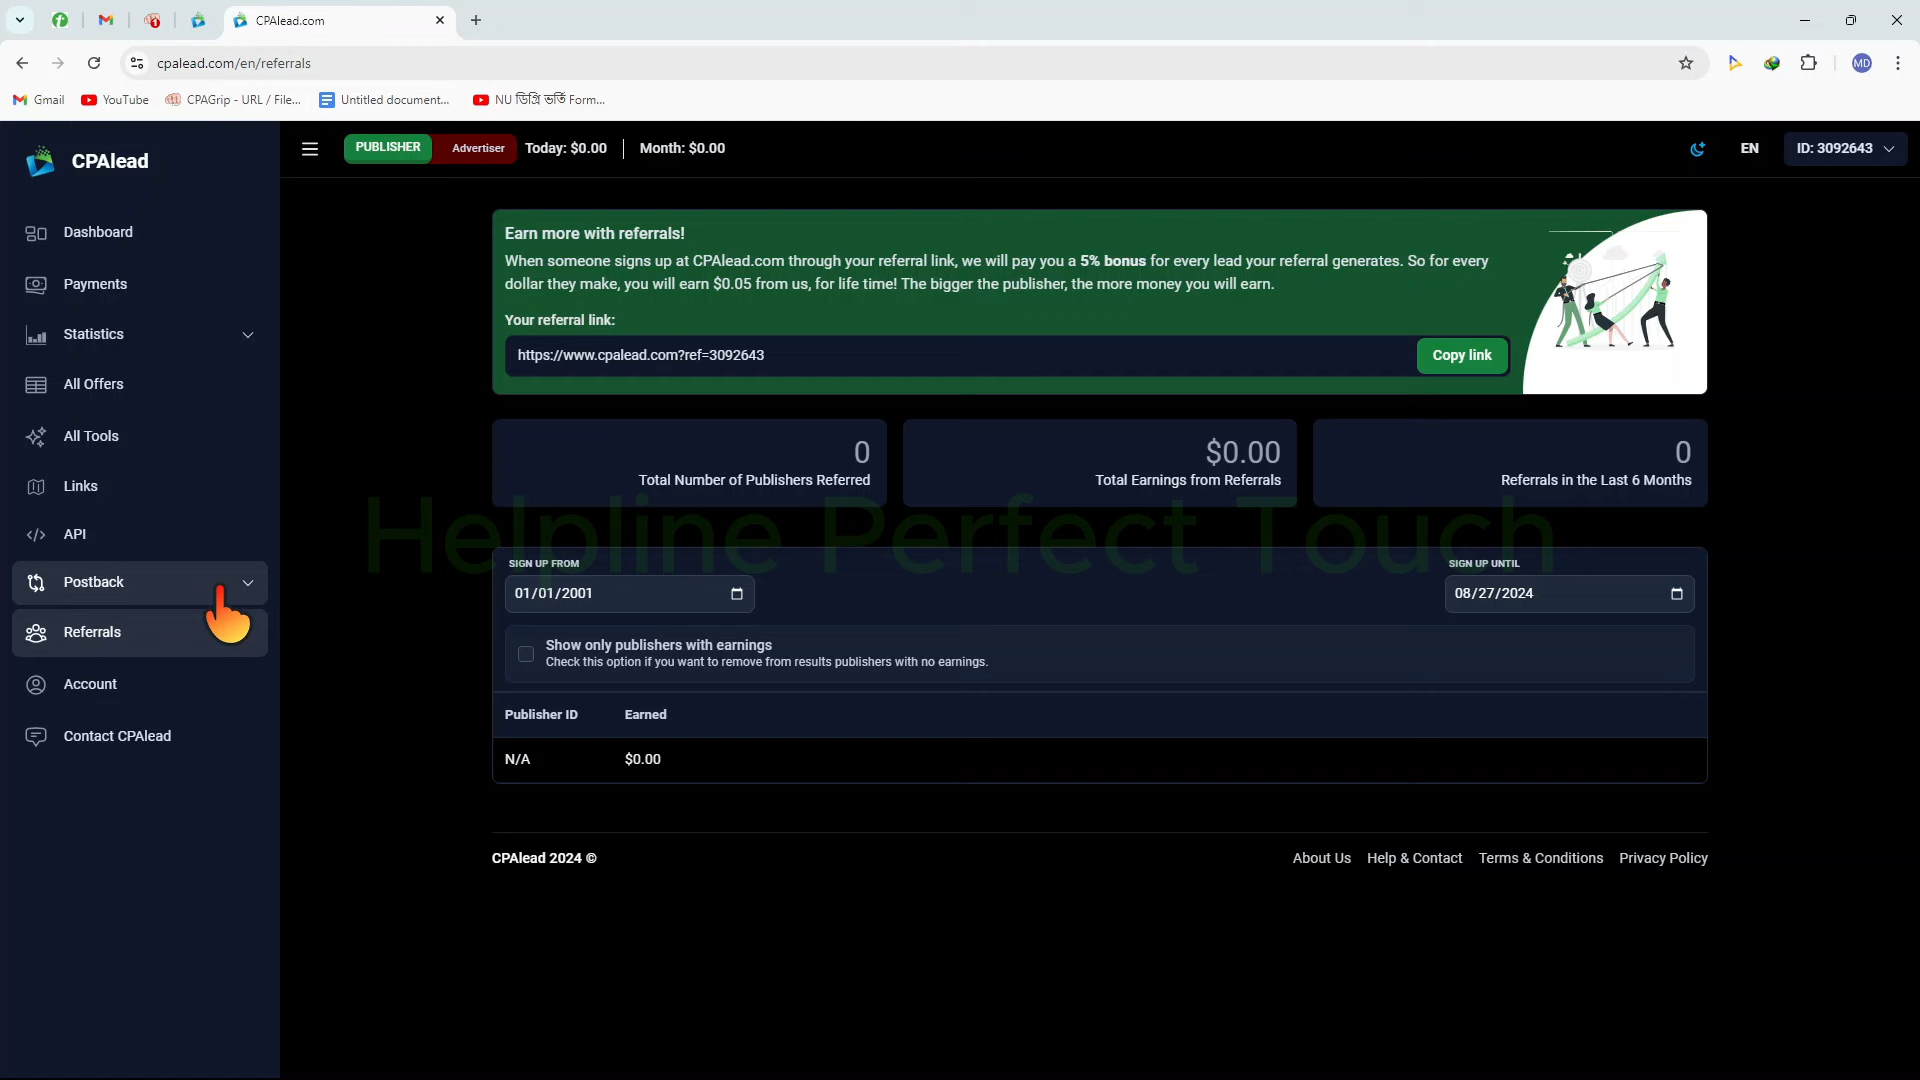 CPAlead.com
cpalead.com/en/referrals
MD
Gmail
YouTube
CPAGrip - URL / File...
Untitled document...
NU ডিগ্রি ভর্তি Form...
CPAlead
PUBLISHER
Advertiser
Today: $0.00
Month: $0.00
EN
ID: 3092643
Dashboard
Payments
Statistics
All Offers
All Tools
Links
API
Postback
Referrals
Account
Contact CPAlead
Earn more with referrals!
When someone signs up at CPAlead.com through your referral link, we will pay you a 5% bonus for every lead your referral generates. So for every
dollar they make, you will earn $0.05 from us, for life time! The bigger the publisher, the more money you will earn.
Your referral link:
https://www.cpalead.com?ref=3092643
Copy link
0
Total Number of Publishers Referred
$0.00
Total Earnings from Referrals
0
Referrals in the Last 6 Months
Helpline Perfect Touch
SIGN UP FROM
01/01/2001
SIGN UP UNTIL
08/27/2024
Show only publishers with earnings
Check this option if you want to remove from results publishers with no earnings.
Publisher ID Earned
N/A $0.00
CPAlead 2024 ©
About Us Help & Contact Terms & Conditions Privacy Policy